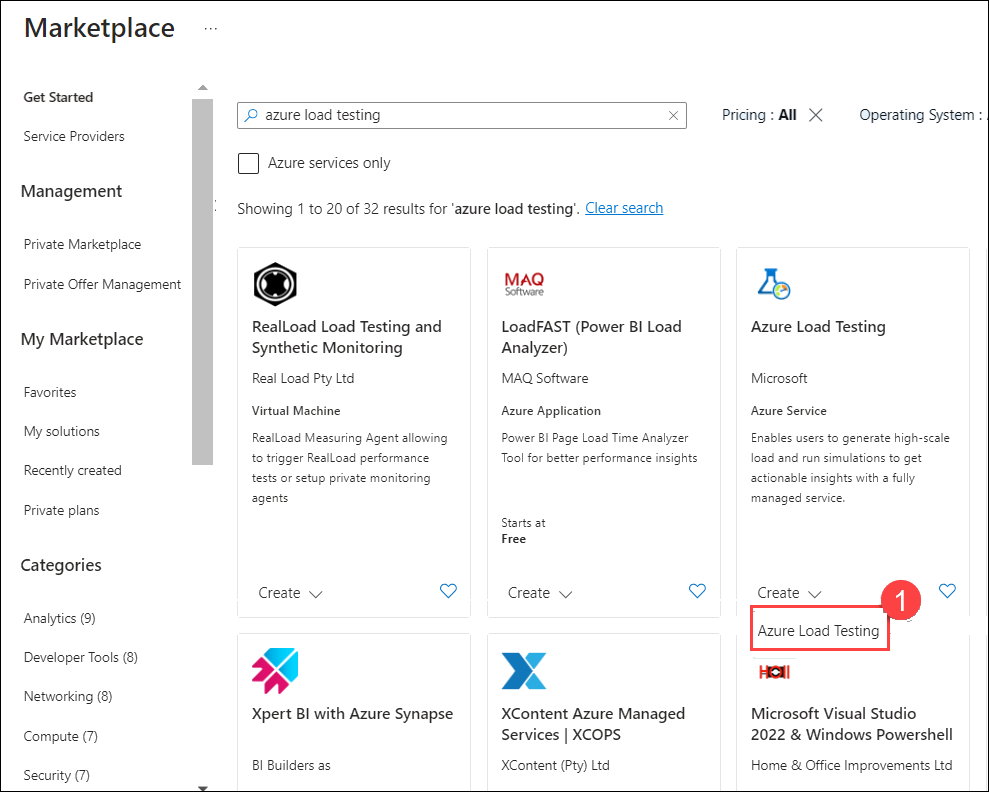 Marketplace ...
Get Started
Service Providers
Management
Private Marketplace
Private Offer Management
My Marketplace
Favorites
My solutions
Recently created
Private plans
Categories
Analytics (9)
Developer Tools (8)
Networking (8)
Compute (7)
Security (7)
azure load testing
Pricing : All
Operating System :
Azure services only
Showing 1 to 20 of 32 results for 'azure load testing'. Clear search
RealLoad Load Testing and
Synthetic Monitoring
Real Load Pty Ltd
Virtual Machine
RealLoad Measuring Agent allowing
to trigger RealLoad performance
tests or setup private monitoring
agents
Create
MAQ
Software
LoadFAST (Power BI Load
Analyzer)
MAQ Software
Azure Application
Power BI Page Load Time Analyzer
Tool for better performance insights
Starts at
Free
Create
Azure Load Testing
Microsoft
Azure Service
Enables users to generate high-scale
load and run simulations to get
actionable insights with a fully
managed service.
Create
1
Azure Load Testing
Xpert BI with Azure Synapse
BI Builders as
XContent Azure Managed
Services | XCOPS
XContent (Pty) Ltd
Microsoft Visual Studio
2022 & Windows Powershell
Home & Office Improvements Ltd